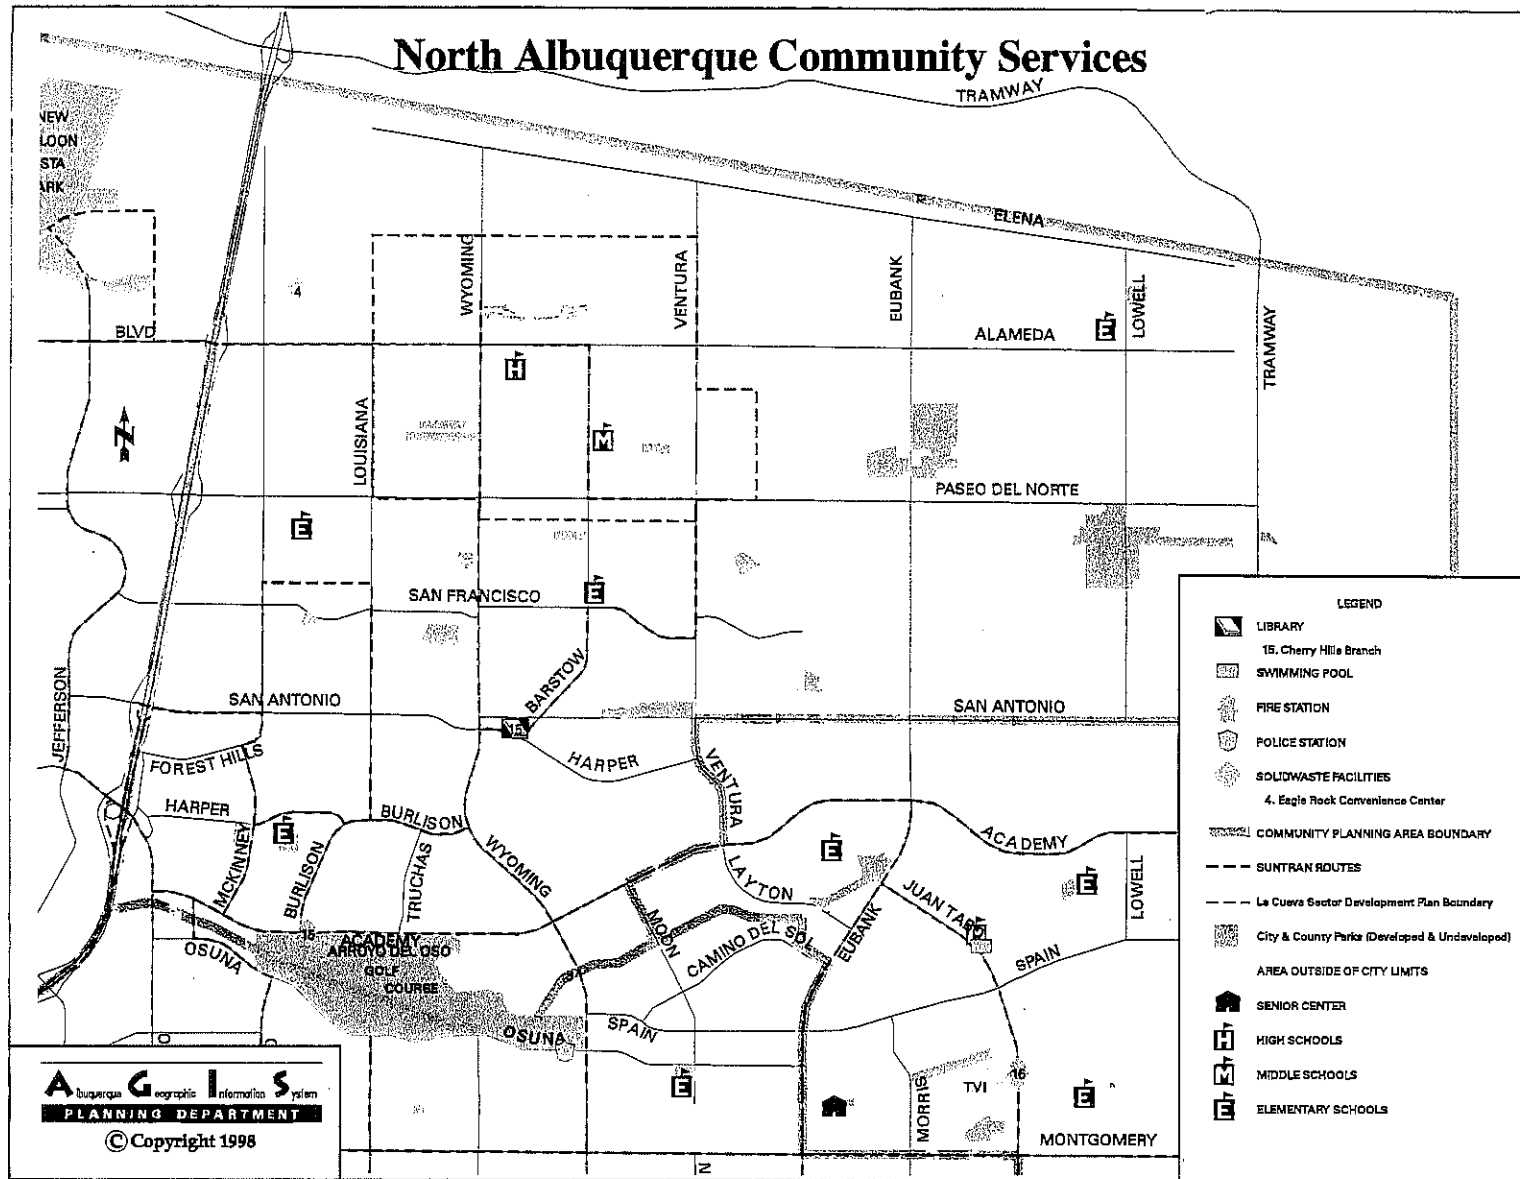 North Albuquerque Community Services
TRAMWAY
ELENA
4
WYOMING
VENTURA
EUBANK
LOWELL
TRAMWAY
BLVD
ALAMEDA
H
H
N
LOUISIANA
M
PASEO DEL NORTE
E
E
SAN FRANCISCO
JEFFERSON
BARSTOW
SAN ANTONIO
SAN ANTONIO
15
FOREST HILLS
HARPER
VENTURA
HARPER
BURLISON
E
MCKINNEY
BURLISON
TRUCHAS
WYOMING
ACADEMY
E
LAYTON
JUAN TABO
E
LOWELL
MOON
EUBANK
CAMINO DEL SOL
15
ACADEMY
ARROYO DEL OSO
GOLF
COURSE
OSUNA
SPAIN
OSUNA
SPAIN
E
MORRIS
TVI
16
E
MONTGOMERY
N
LEGEND
LIBRARY
15. Cherry Hills Branch
SWIMMING POOL
FIRE STATION
POLICE STATION
SOLIDWASTE FACILITIES
4. Eagle Rock Convenience Center
COMMUNITY PLANNING AREA BOUNDARY
SUNTRAN ROUTES
La Cueva Sector Development Plan Boundary
City & County Parks (Developed & Undeveloped)
AREA OUTSIDE OF CITY LIMITS
SENIOR CENTER
H HIGH SCHOOLS
M MIDDLE SCHOOLS
E ELEMENTARY SCHOOLS
Albuquerque Geographic Information System
PLANNING DEPARTMENT
© Copyright 1998